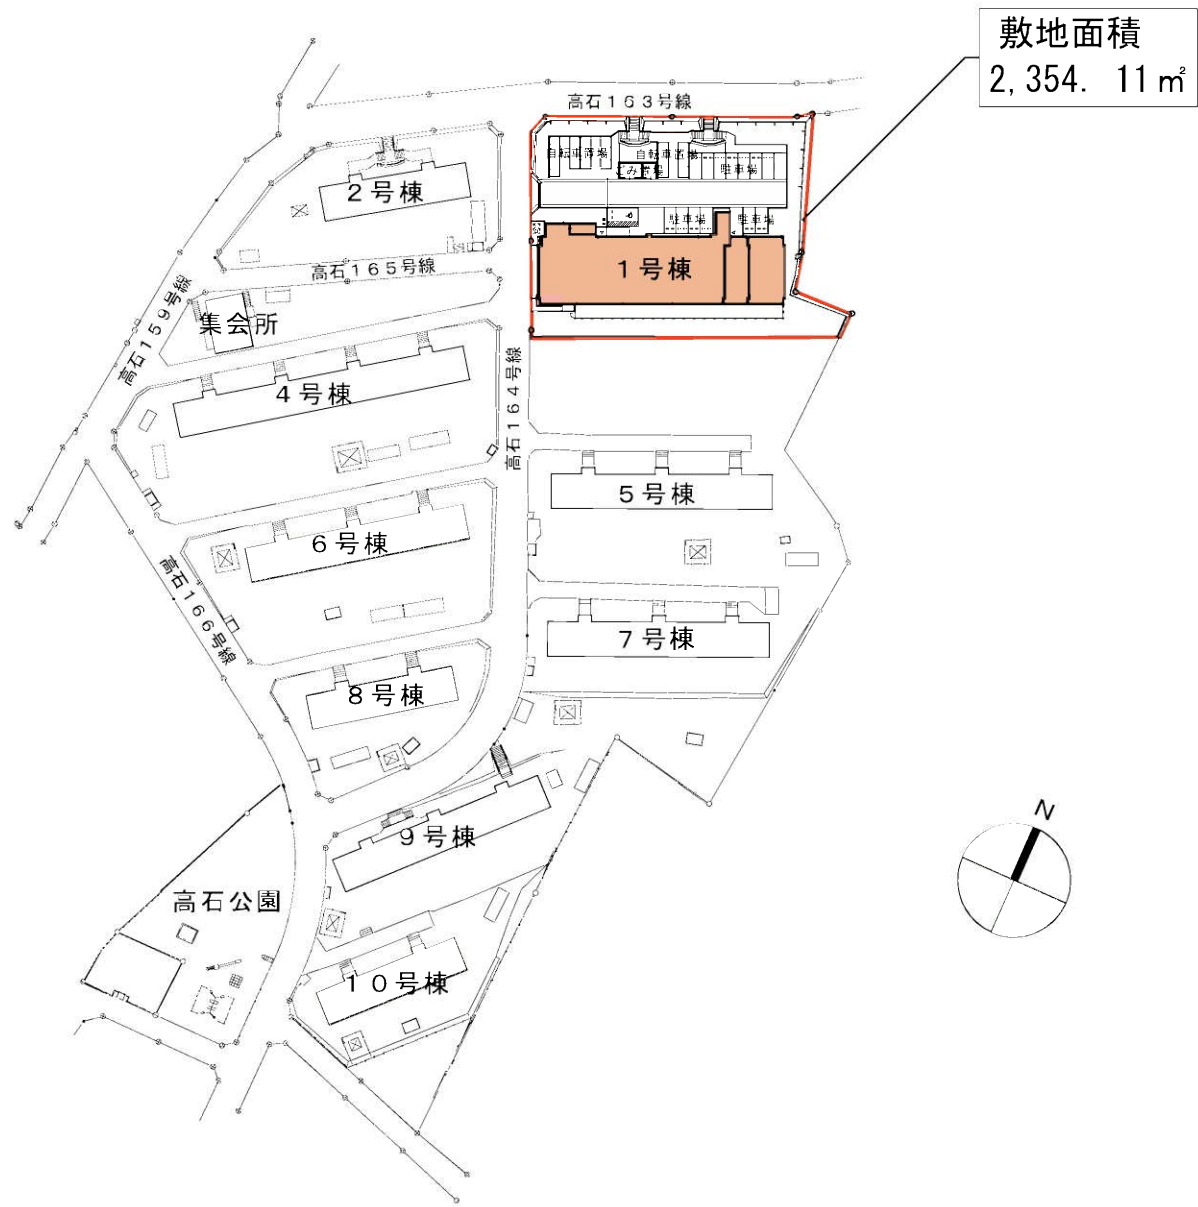 敷地面積
2,354. 11㎡
高石163号線
自転車置場
自転車置場
ごみ置場
駐車場
2号棟
駐車場
駐車場
高石165号線
1号棟
高石159号線
集会所
高石164号線
4号棟
5号棟
6号棟
高石166号線
7号棟
8号棟
9号棟
高石公園
10号棟
N